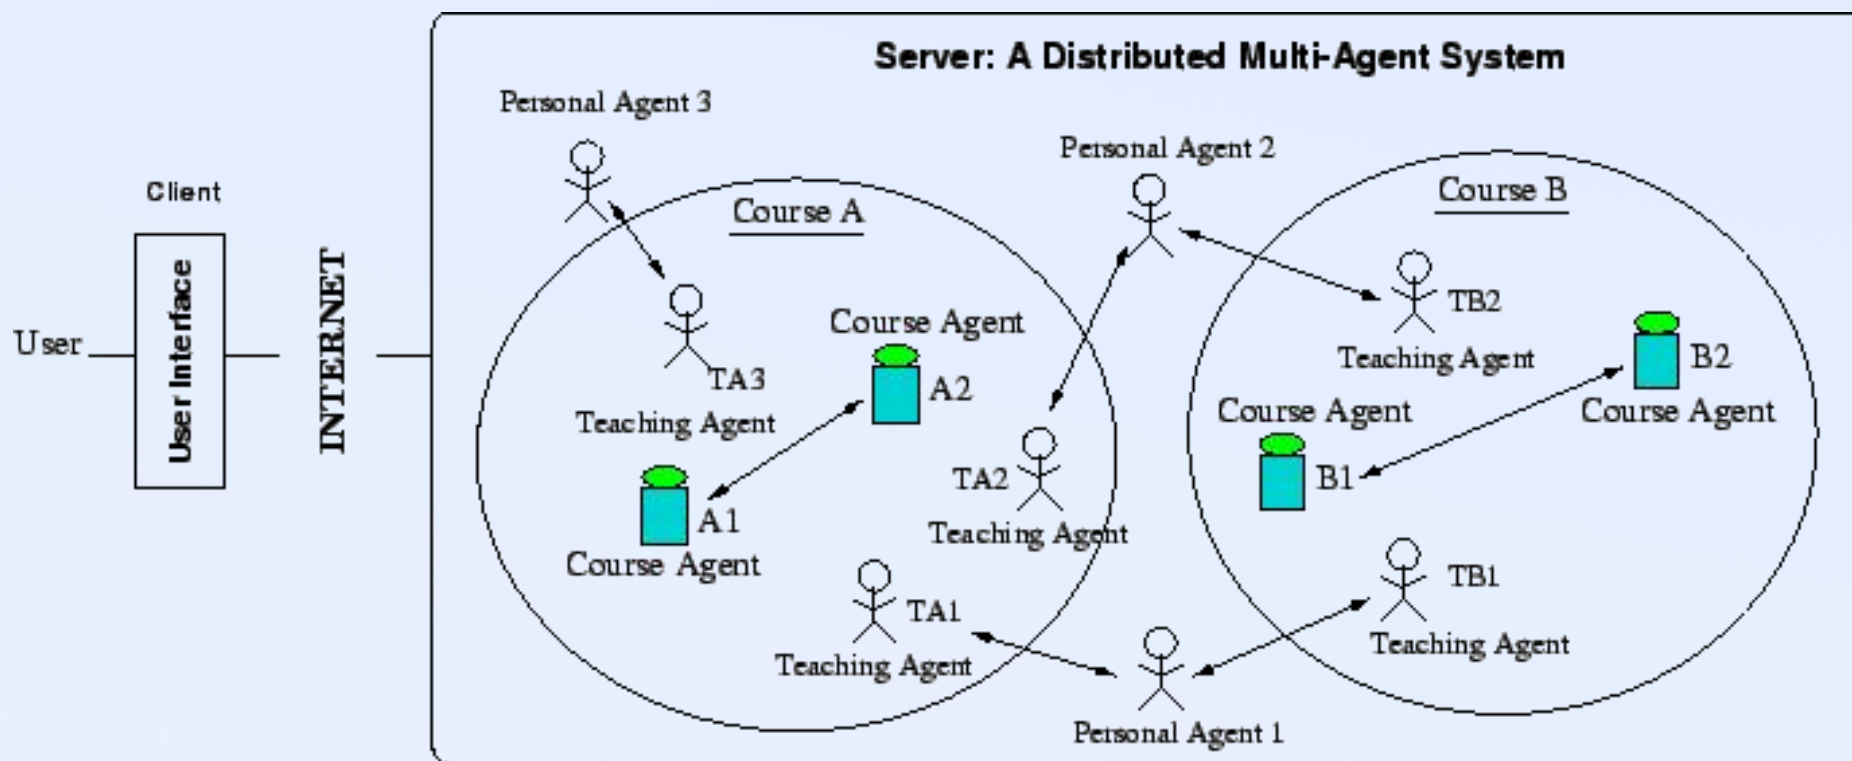 Server: A Distributed Multi-Agent System
Personal Agent 3
Personal Agent 2
Client
Course A
Course B
User
User Interface
INTERNET
TA3
Teaching Agent
Course Agent
A2
A1
Course Agent
TA2
Teaching Agent
TA1
Teaching Agent
TB2
Teaching Agent
B2
Course Agent
Course Agent
B1
TB1
Teaching Agent
Personal Agent 1